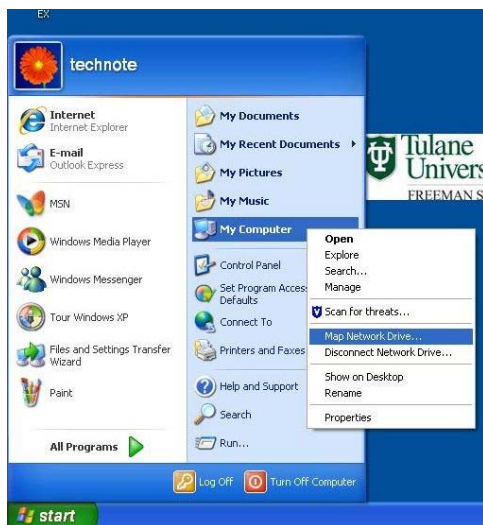 EX
technote
Internet
Internet Explorer
E-mail
Outlook Express
MSN
Windows Media Player
Windows Messenger
Tour Windows XP
Files and Settings Transfer
Wizard
Paint
All Programs
My Documents
My Recent Documents
My Pictures
My Music
My Computer
Control Panel
Set Program Access
Defaults
Connect To
Printers and Faxes
Help and Support
Search
Run...
Open
Explore
Search...
Manage
Scan for threats...
Map Network Drive...
Disconnect Network Drive...
Show on Desktop
Rename
Properties
Tulane
Univers
FREEMAN S
Log Off
Turn Off Computer
start